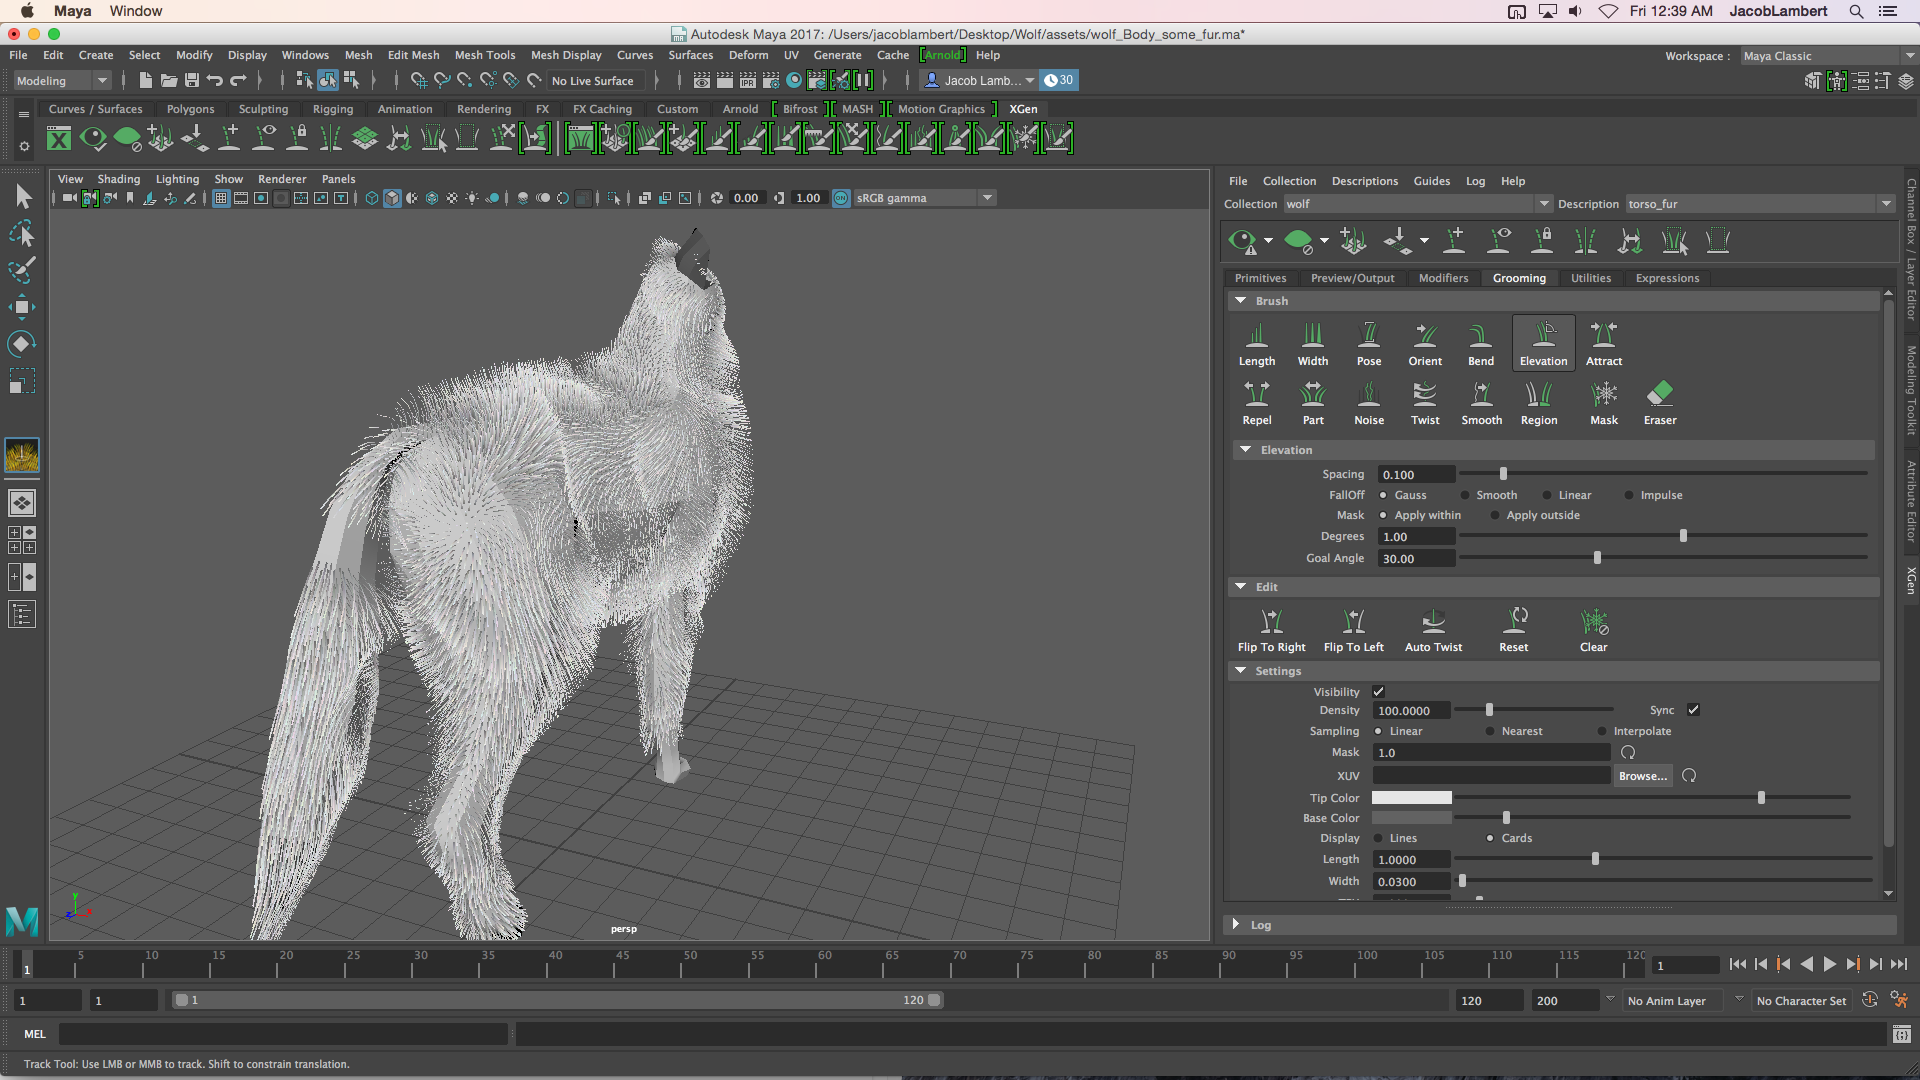 Maya Window Fri 12:39 AM JacobLambert
Autodesk Maya 2017: /Users/jacoblambert/Desktop/Wolf/assets/wolf_Body_some_fur.ma*
File Edit Create Select Modify Display Windows Mesh Edit Mesh Mesh Tools Mesh Display Curves Surfaces Deform UV Generate Cache [Arnold] Help Workspace : Maya Classic
Modeling No Live Surface IPR Jacob Lamb... 30
Curves / Surfaces Polygons Sculpting Rigging Animation Rendering FX FX Caching Custom Arnold [ Bifrost ][ MASH ][ Motion Graphics ] XGen
View Shading Lighting Show Renderer Panels
0.00 1.00 ON sRGB gamma
File Collection Descriptions Guides Log Help
Collection wolf Description torso_fur
Primitives Preview/Output Modifiers Grooming Utilities Expressions
Brush
Length Width Pose Orient Bend Elevation Attract
Repel Part Noise Twist Smooth Region Mask Eraser
Elevation
Spacing 0.100
FallOff Gauss Smooth Linear Impulse
Mask Apply within Apply outside
Degrees 1.00
Goal Angle 30.00
Edit
Flip To Right Flip To Left Auto Twist Reset Clear
Settings
Visibility
Density 100.0000 Sync
Sampling Linear Nearest Interpolate
Mask 1.0
XUV Browse...
Tip Color
Base Color
Display Lines Cards
Length 1.0000
Width 0.0300
Log
Channel Box / Layer Editor
Modeling Toolkit
Attribute Editor
XGen
y
z x
persp
1 5 10 15 20 25 30 35 40 45 50 55 60 65 70 75 80 85 90 95 100 105 110 115 120 1
1 1 1 120 120 200 No Anim Layer No Character Set
MEL
Track Tool: Use LMB or MMB to track. Shift to constrain translation.